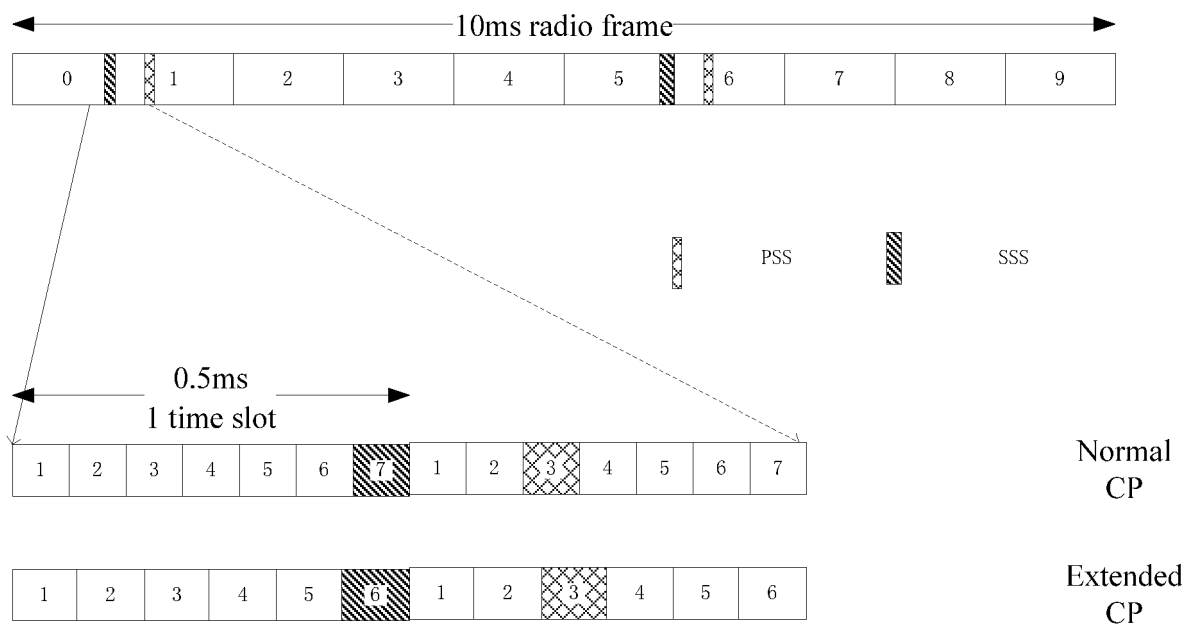 10ms radio frame
0 1 2 3 4 5 6 7 8 9
PSS SSS
0.5ms
1 time slot
1 2 3 4 5 6 7 1 2 3 4 5 6 7
Normal
CP
1 2 3 4 5 6 1 2 3 4 5 6
Extended
CP